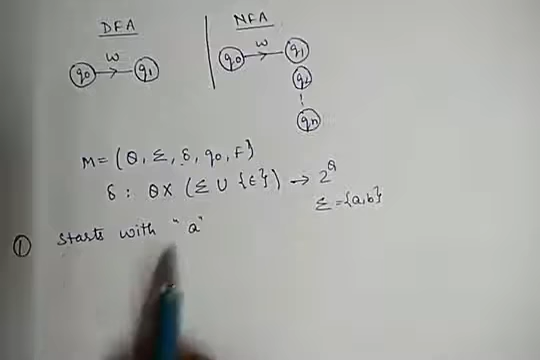 DFA
NFA
q0 w q1
q0 w q1
q2
qn
M = (Q, Σ, δ, q0, F)
δ : Q X (Σ ∪ {ε}) → 2^Q
Σ = {a,b}
① starts with "a"